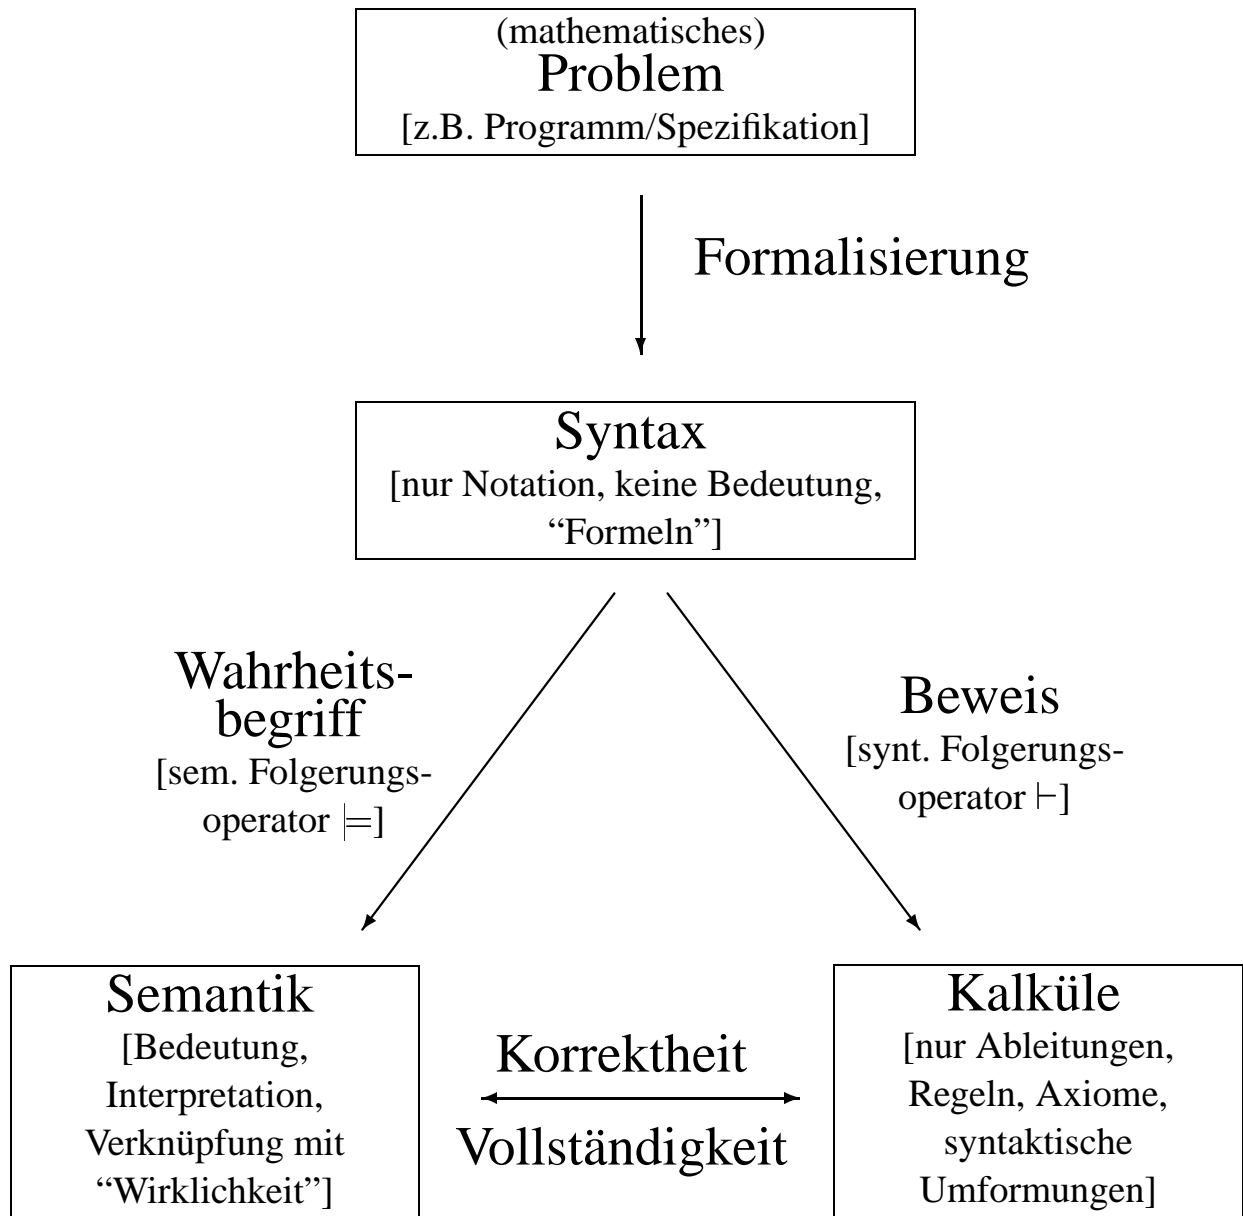 (mathematisches)
Problem
[z.B. Programm/Spezifikation]
Formalisierung
Syntax
[nur Notation, keine Bedeutung,
“Formeln”]
Wahrheits-
begriff
[sem. Folgerungs-
operator ⊨]
Beweis
[synt. Folgerungs-
operator ⊢]
Semantik
[Bedeutung,
Interpretation,
Verknüpfung mit
“Wirklichkeit”]
Korrektheit
Vollständigkeit
Kalküle
[nur Ableitungen,
Regeln, Axiome,
syntaktische
Umformungen]